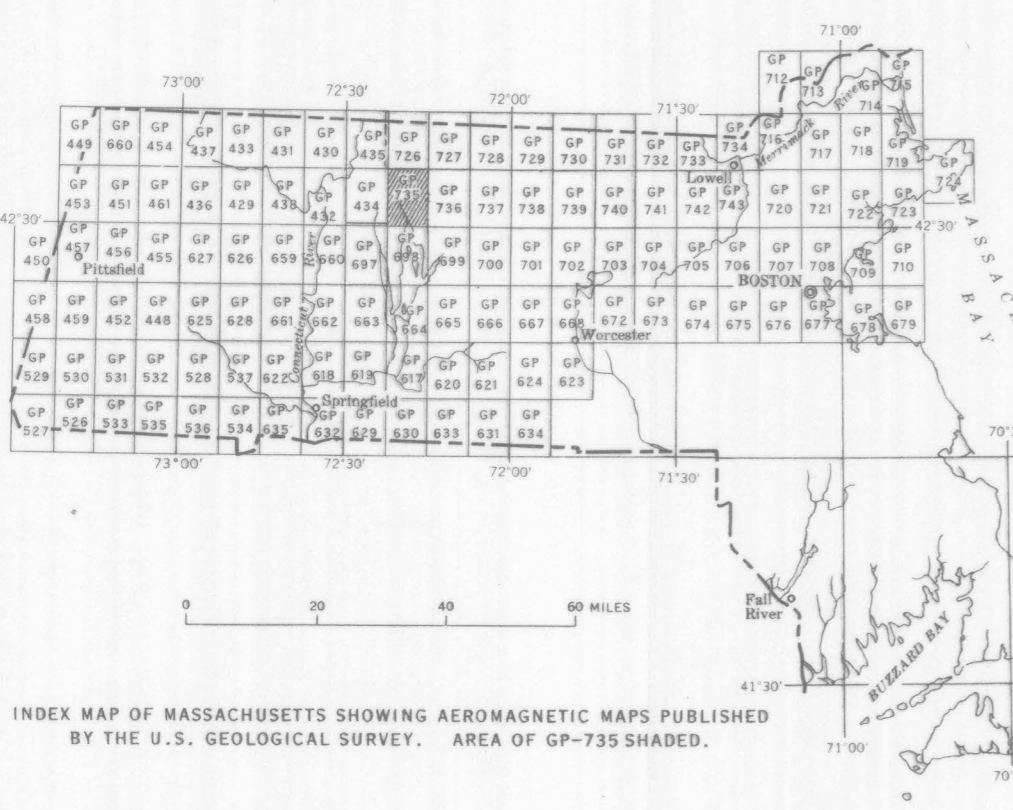 71°00'
GP 712 GP 713 GP 715
River GP 714
73°00' 72°30' 72°00' 71°30'
GP 449 GP 660 GP 454 GP 437 GP 433 GP 431 GP 430 GP 435 GP 726 GP 727 GP 728 GP 729 GP 730 GP 731 GP 732 GP 733 GP 734 GP 716 GP 717 GP 718 GP 719
Merrimack
Lowell
GP 453 GP 451 GP 461 GP 436 GP 429 GP 438 GP 432 GP 434 GP 735 GP 736 GP 737 GP 738 GP 739 GP 740 GP 741 GP 742 GP 743 GP 720 GP 721 GP 722 GP 723 GP 724
42°30' 42°30'
GP 450 GP 457 GP 456 GP 455 GP 627 GP 626 GP 659 GP 660 GP 697 GP 698 GP 699 GP 700 GP 701 GP 702 GP 703 GP 704 GP 705 GP 706 GP 707 GP 708 GP 709 GP 710
Pittsfield
River
BOSTON
MASSAC
BAY
GP 458 GP 459 GP 452 GP 448 GP 625 GP 628 GP 661 GP 662 GP 663 GP 664 GP 665 GP 666 GP 667 GP 668 GP 672 GP 673 GP 674 GP 675 GP 676 GP 677 GP 678 GP 679
Worcester
Connecticut
GP 529 GP 530 GP 531 GP 532 GP 528 GP 537 GP 622 GP 618 GP 619 GP 617 GP 620 GP 621 GP 624 GP 623
Springfield
GP 527 GP 526 GP 533 GP 535 GP 536 GP 534 GP 635 GP 632 GP 629 GP 630 GP 633 GP 631 GP 634
73°00' 72°30' 72°00' 71°30'
0 20 40 60 MILES
Fall
River
BUZZARD BAY
41°30'
71°00'
INDEX MAP OF MASSACHUSETTS SHOWING AEROMAGNETIC MAPS PUBLISHED
BY THE U.S. GEOLOGICAL SURVEY. AREA OF GP-735 SHADED.